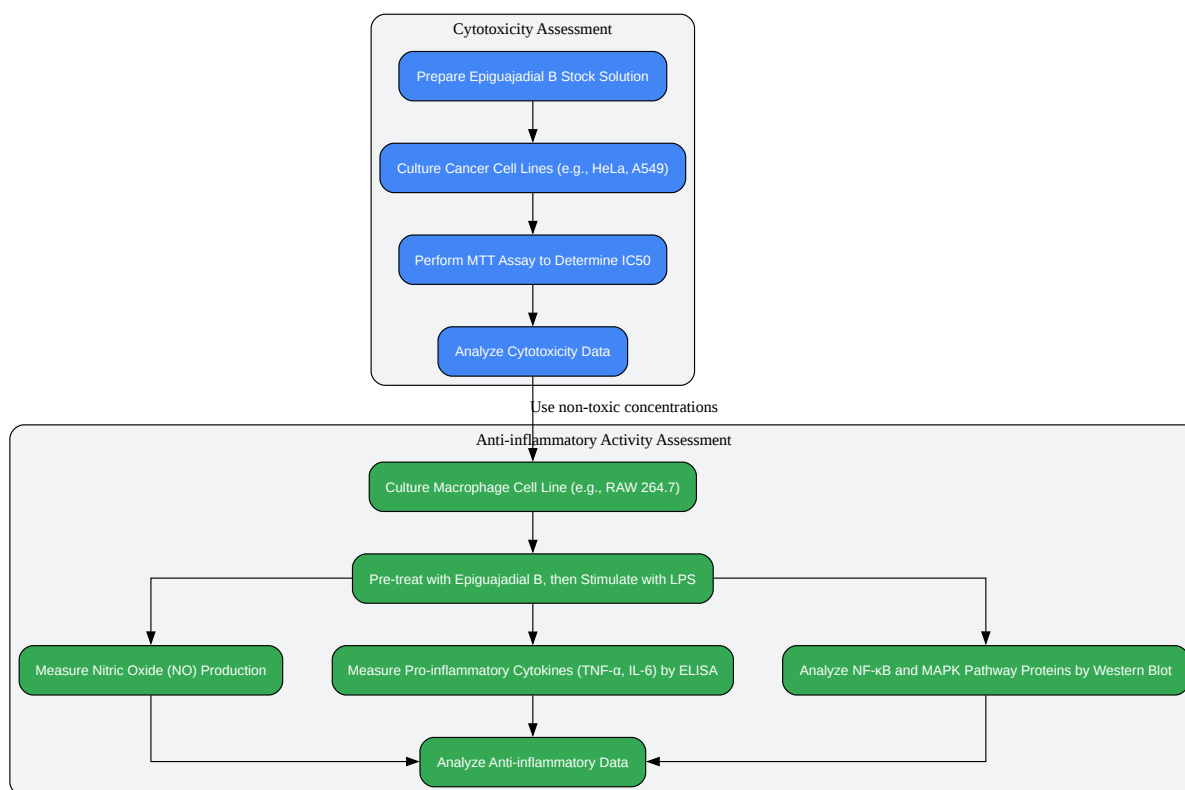 Cytotoxicity Assessment
Prepare Epiguajadial B Stock Solution
Culture Cancer Cell Lines (e.g., HeLa, A549)
Perform MTT Assay to Determine IC50
Analyze Cytotoxicity Data
Use non-toxic concentrations
Anti-inflammatory Activity Assessment
Culture Macrophage Cell Line (e.g., RAW 264.7)
Pre-treat with Epiguajadial B, then Stimulate with LPS
Measure Nitric Oxide (NO) Production
Measure Pro-inflammatory Cytokines (TNF-α, IL-6) by ELISA
Analyze NF-κB and MAPK Pathway Proteins by Western Blot
Analyze Anti-inflammatory Data